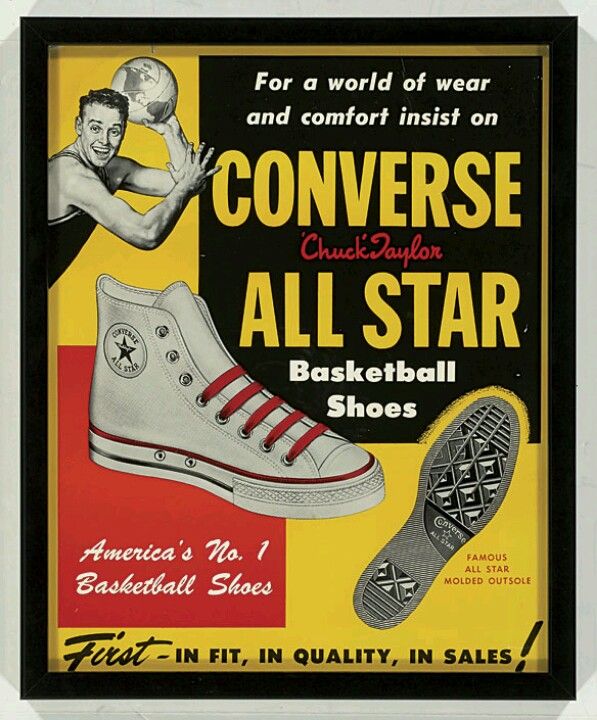 For a world of wear
and comfort insist on
CONVERSE
"Chuck" Taylor
ALL STAR
Basketball
Shoes
CONVERSE
ALL STAR
Converse
ALL STAR
America's No. 1
Basketball Shoes
FAMOUS
ALL STAR
MOLDED OUTSOLE
First - IN FIT, IN QUALITY, IN SALES!